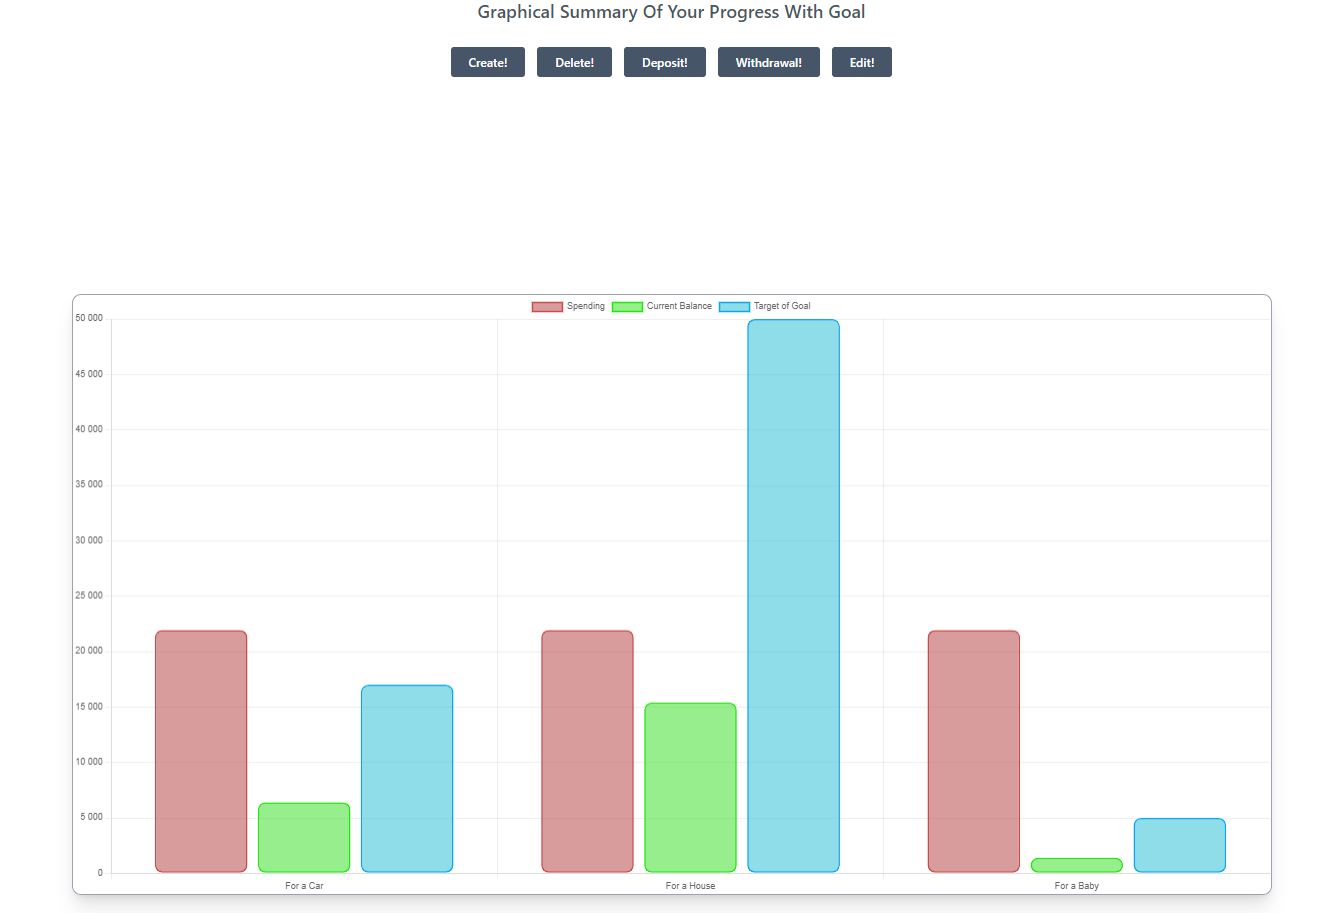 Graphical Summary Of Your Progress With Goal
Create! Delete! Deposit! Withdrawal! Edit!
Spending Current Balance Target of Goal
50 000
45 000
40 000
35 000
30 000
25 000
20 000
15 000
10 000
5 000
0
For a Car For a House For a Baby